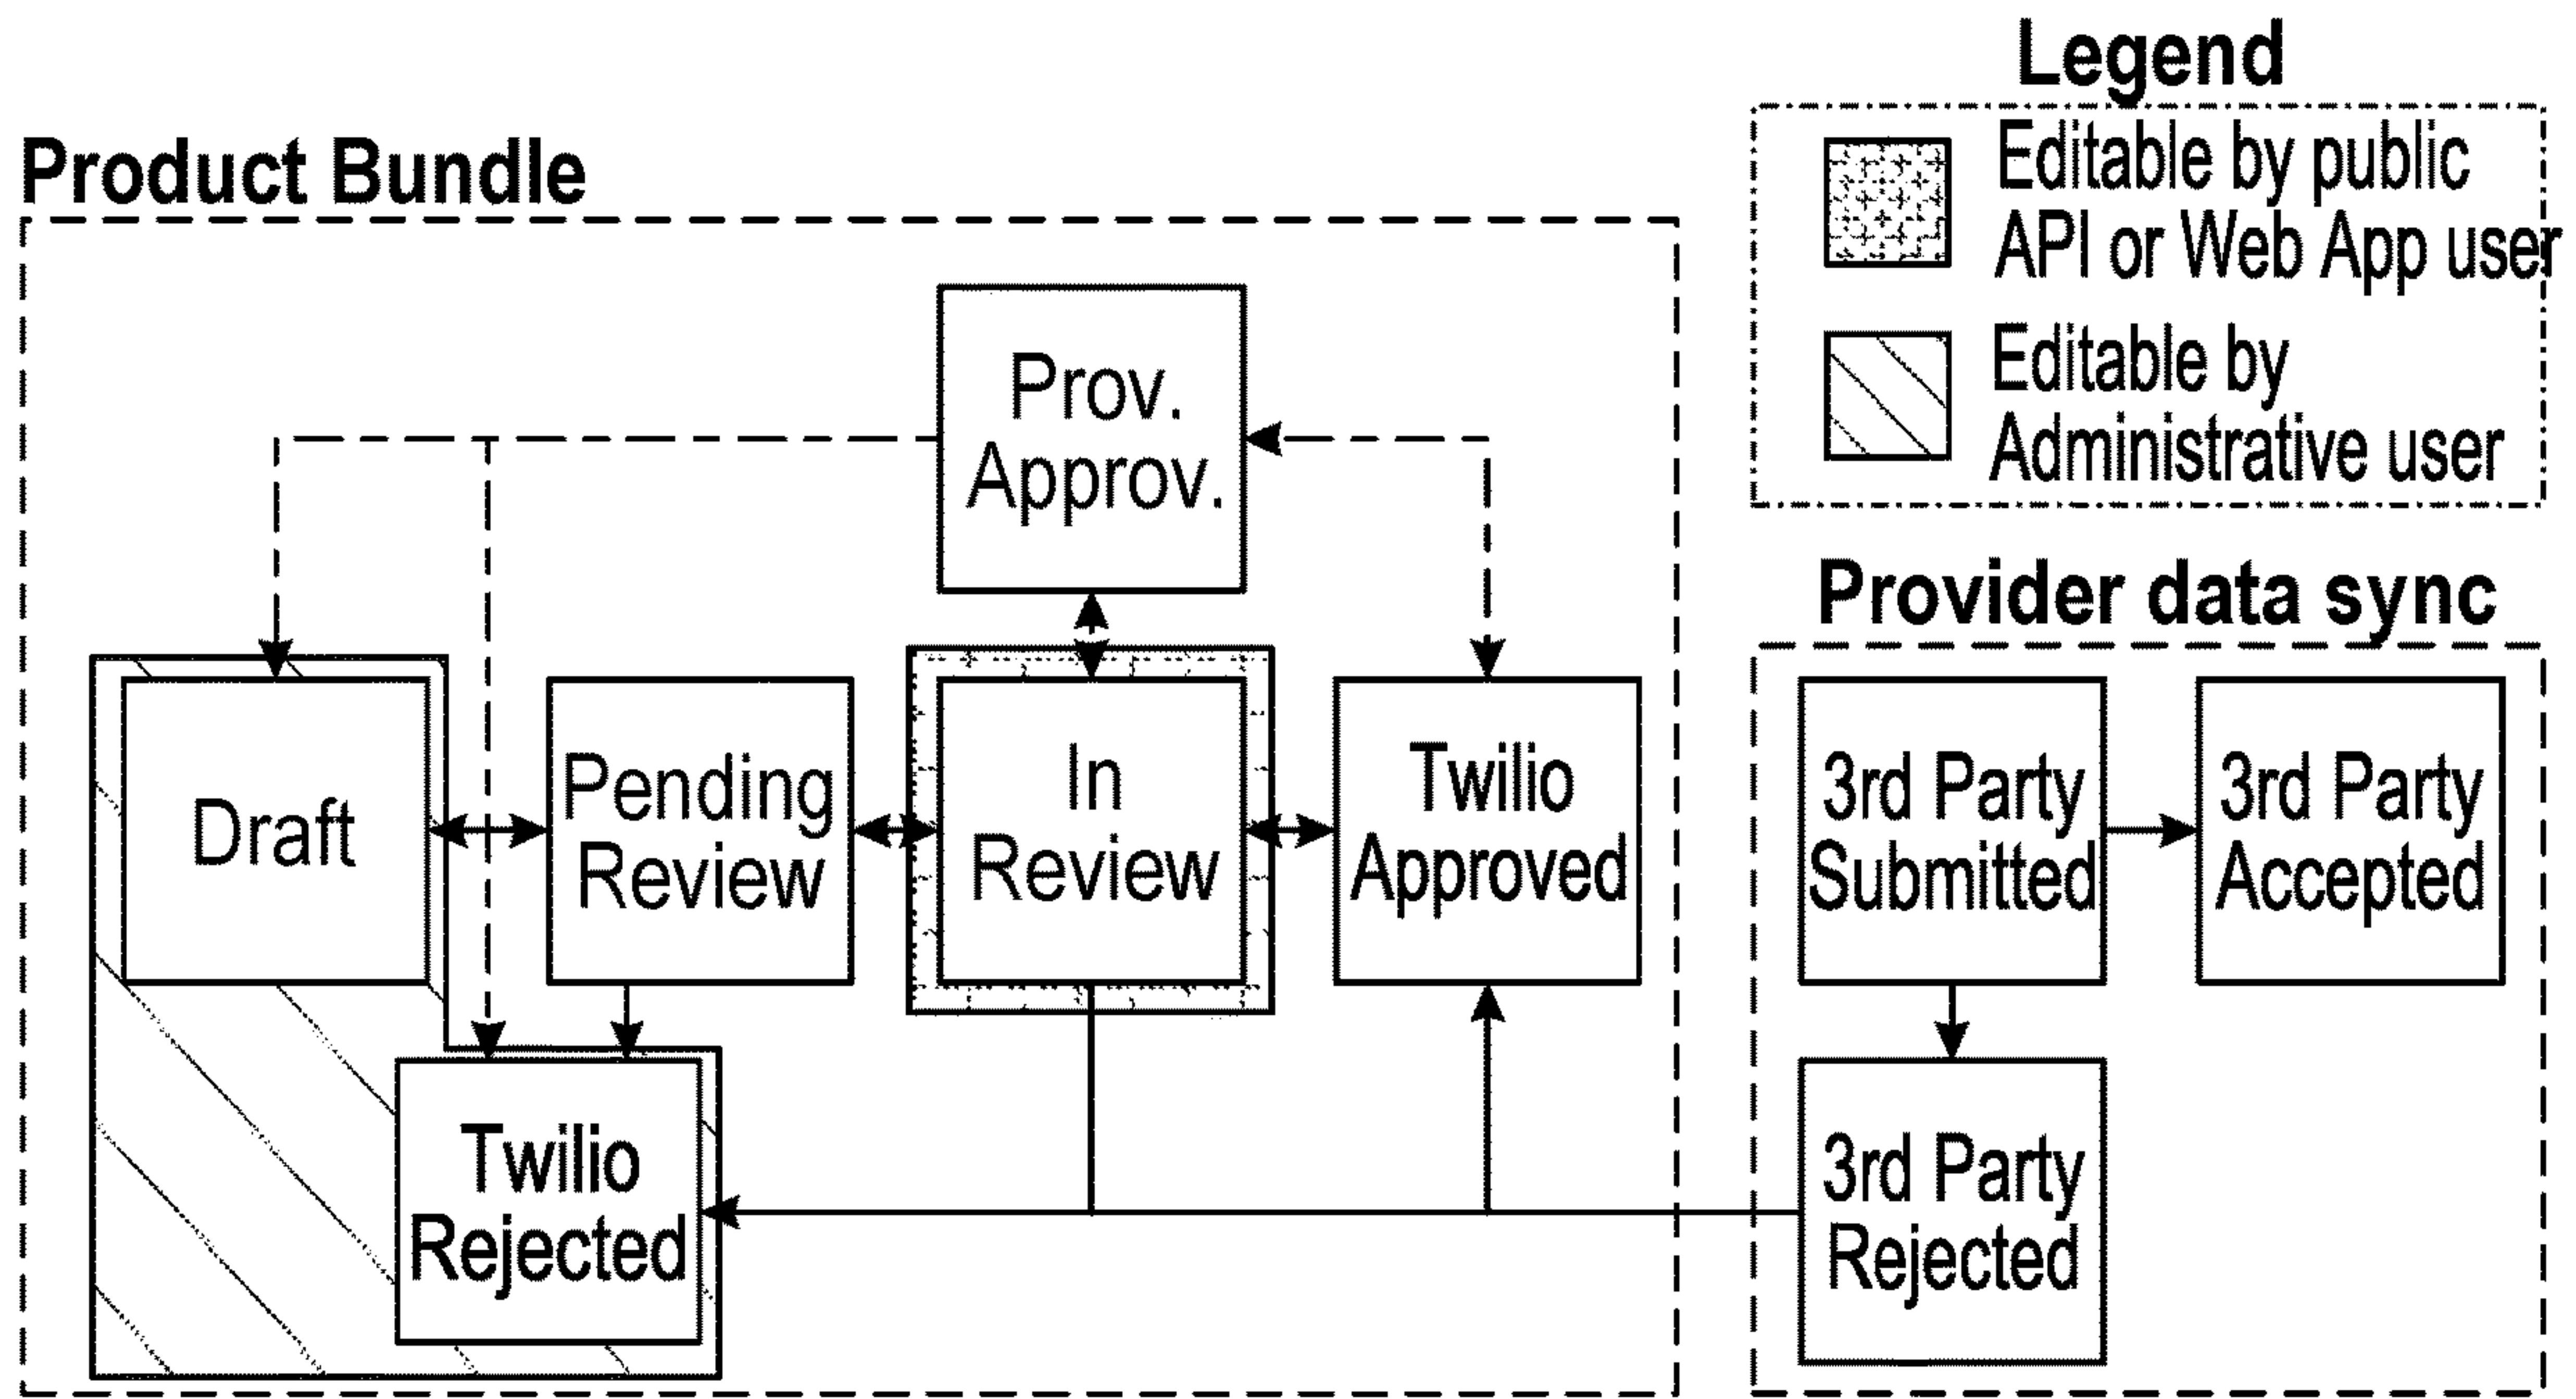 Legend
Editable by public
API or Web App user
Editable by
Administrative user
Product Bundle
Prov.
Approv.
Draft
Pending
Review
In
Review
Twilio
Approved
Twilio
Rejected
Provider data sync
3rd Party
Submitted
3rd Party
Accepted
3rd Party
Rejected